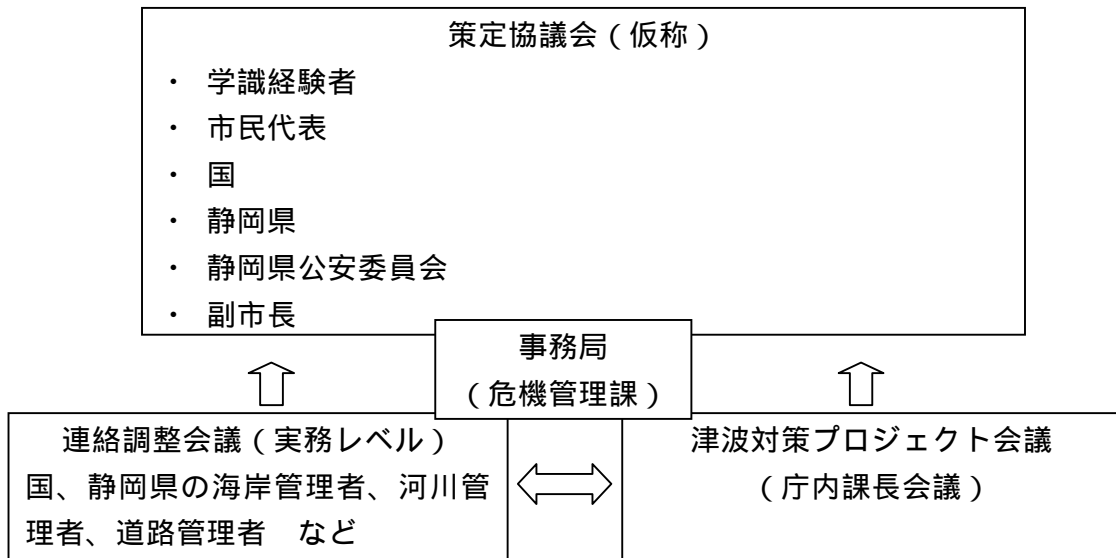 策定協議会（仮称）
・ 学識経験者
・ 市民代表
・ 国
・ 静岡県
・ 静岡県公安委員会
・ 副市長
事務局
（危機管理課）
連絡調整会議（実務レベル）
国、静岡県の海岸管理者、河川管
理者、道路管理者　など
津波対策プロジェクト会議
（庁内課長会議）